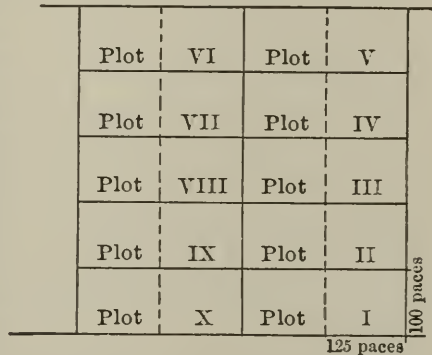 Plot VI Plot V
Plot VII Plot IV
Plot VIII Plot III
Plot IX Plot II
Plot X Plot I
100 paces
125 paces